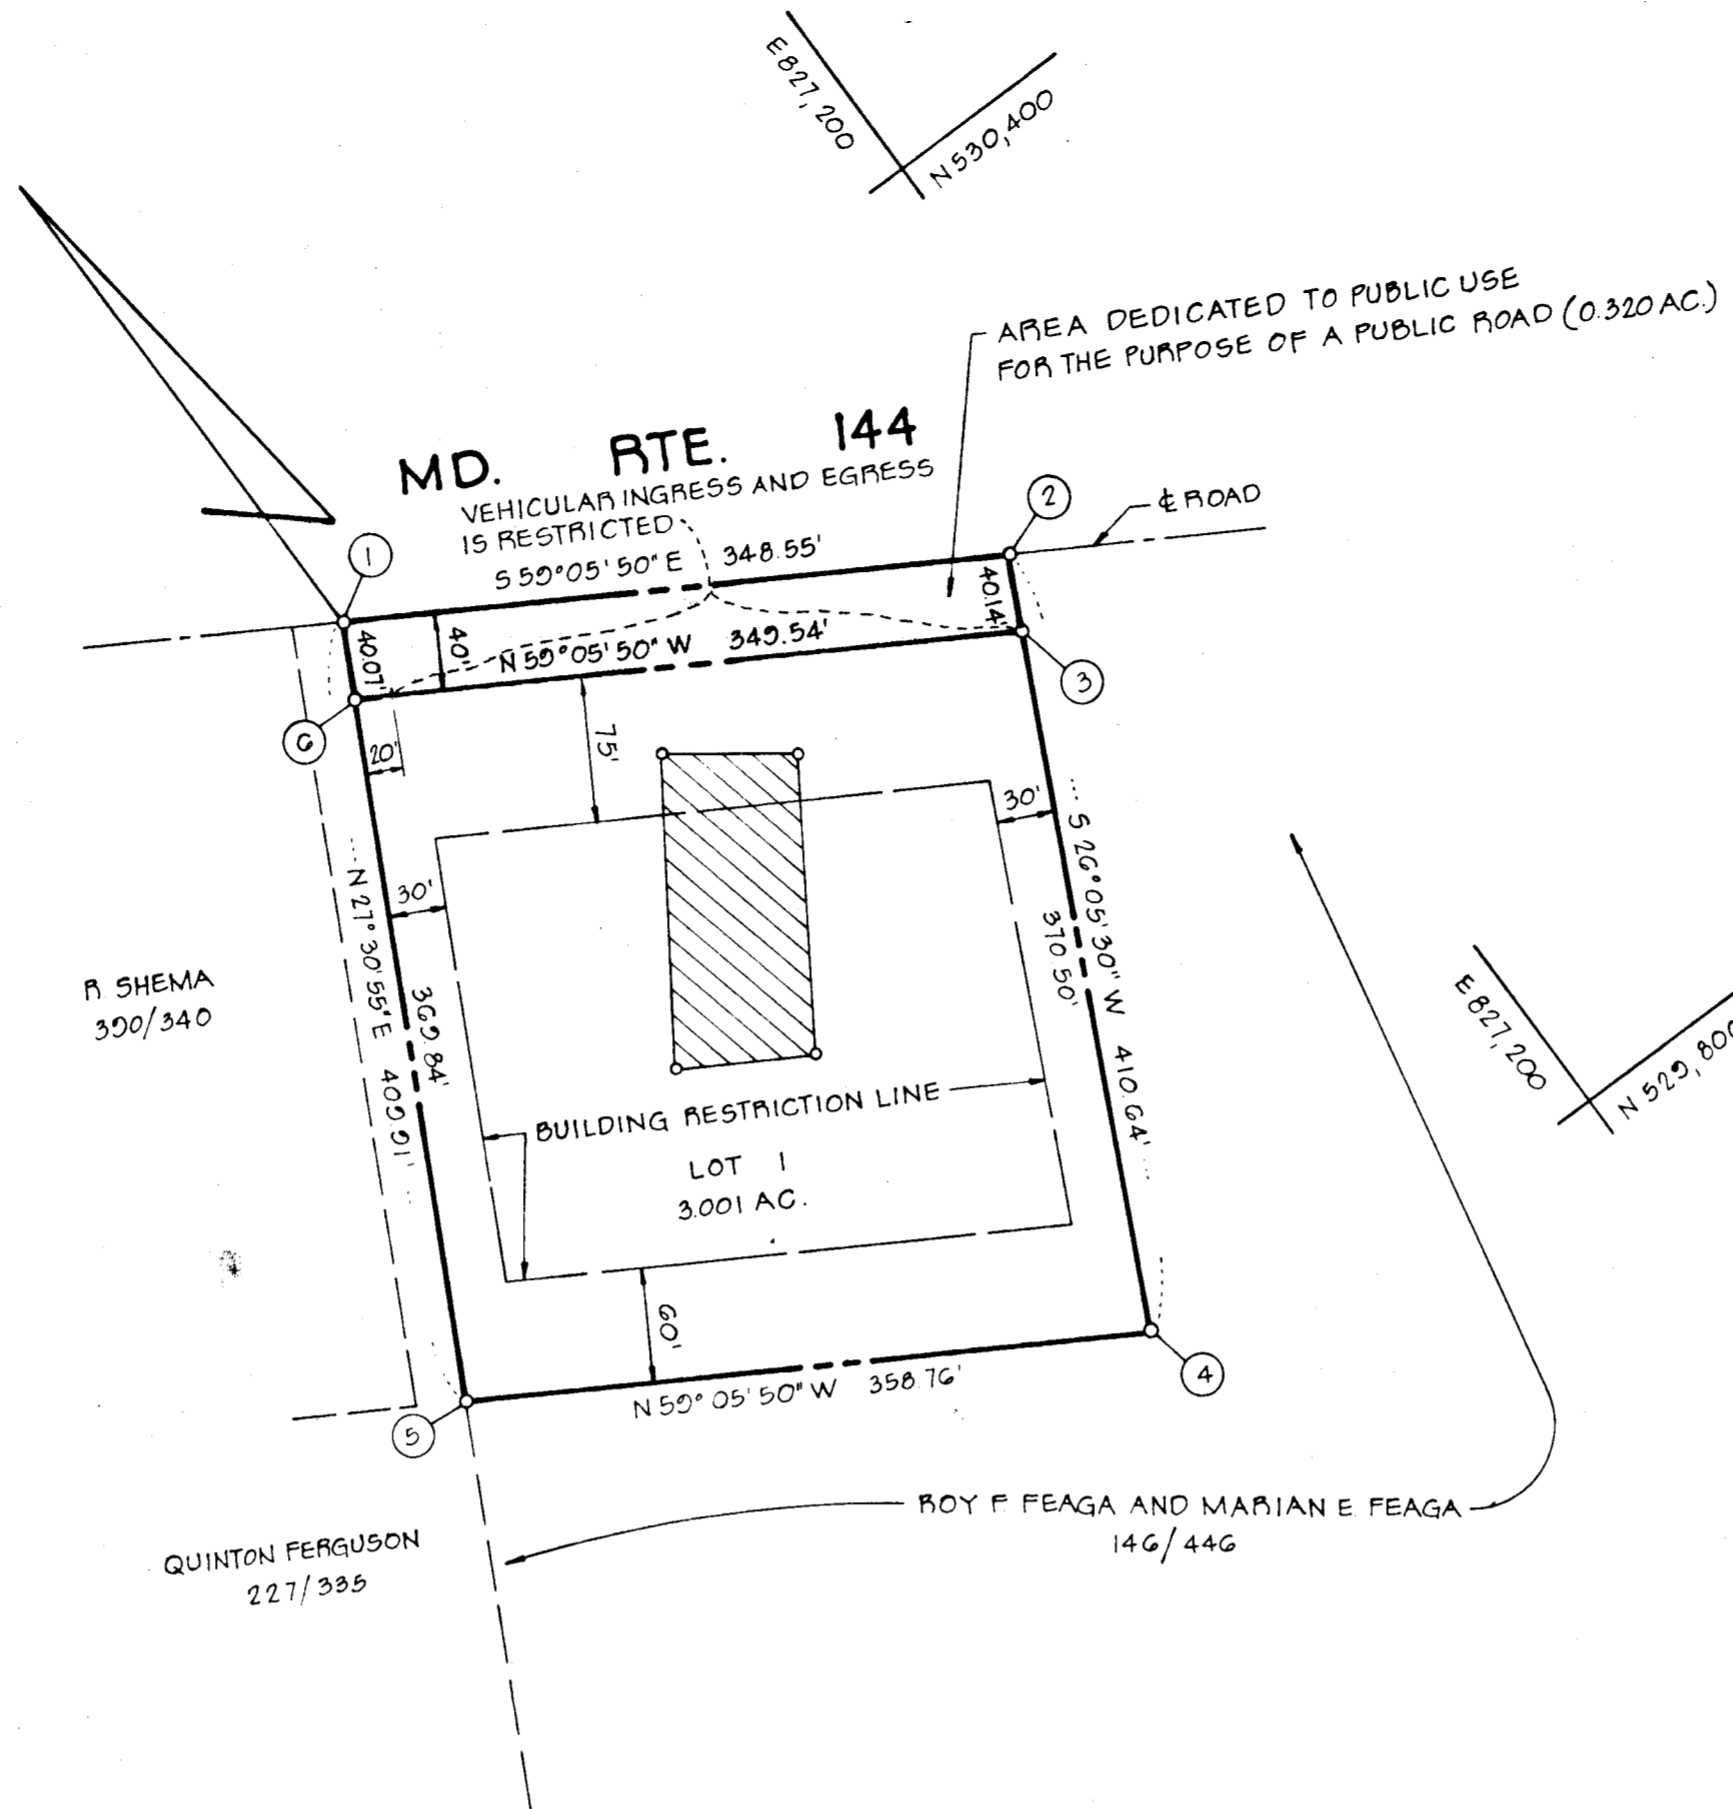 E 827, 200
N 530,400
AREA DEDICATED TO PUBLIC USE
FOR THE PURPOSE OF A PUBLIC ROAD (0.320 AC.)
MD. RTE. 144
VEHICULAR INGRESS AND EGRESS
IS RESTRICTED
S 59°05'50" E 348.55'
℄ ROAD
1
2
40.07'
40'
40.14'
N 59°05'50" W 349.54'
3
6
20'
75'
30'
30'
N 27°30'55" E 409.91'
369.84'
S 26°05'30" W 410.64'
370.50'
R. SHEMA
390/340
E 827, 200
N 529, 800
BUILDING RESTRICTION LINE
LOT 1
3.001 AC.
60'
N 59° 05' 50" W 358.76'
4
5
ROY F. FEAGA AND MARIAN E. FEAGA
146/446
QUINTON FERGUSON
227/335